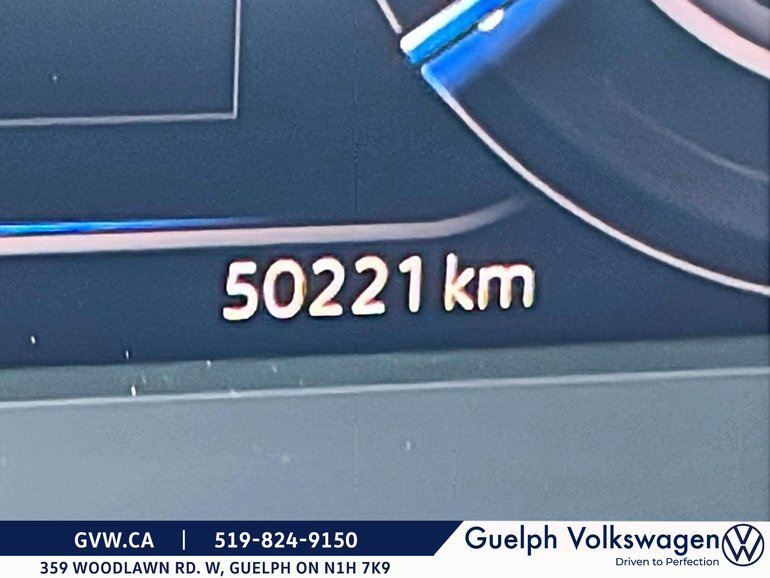 50221 km
GVW.CA | 519-824-9150
359 WOODLAWN RD. W, GUELPH ON N1H 7K9
Guelph Volkswagen
Driven to Perfection